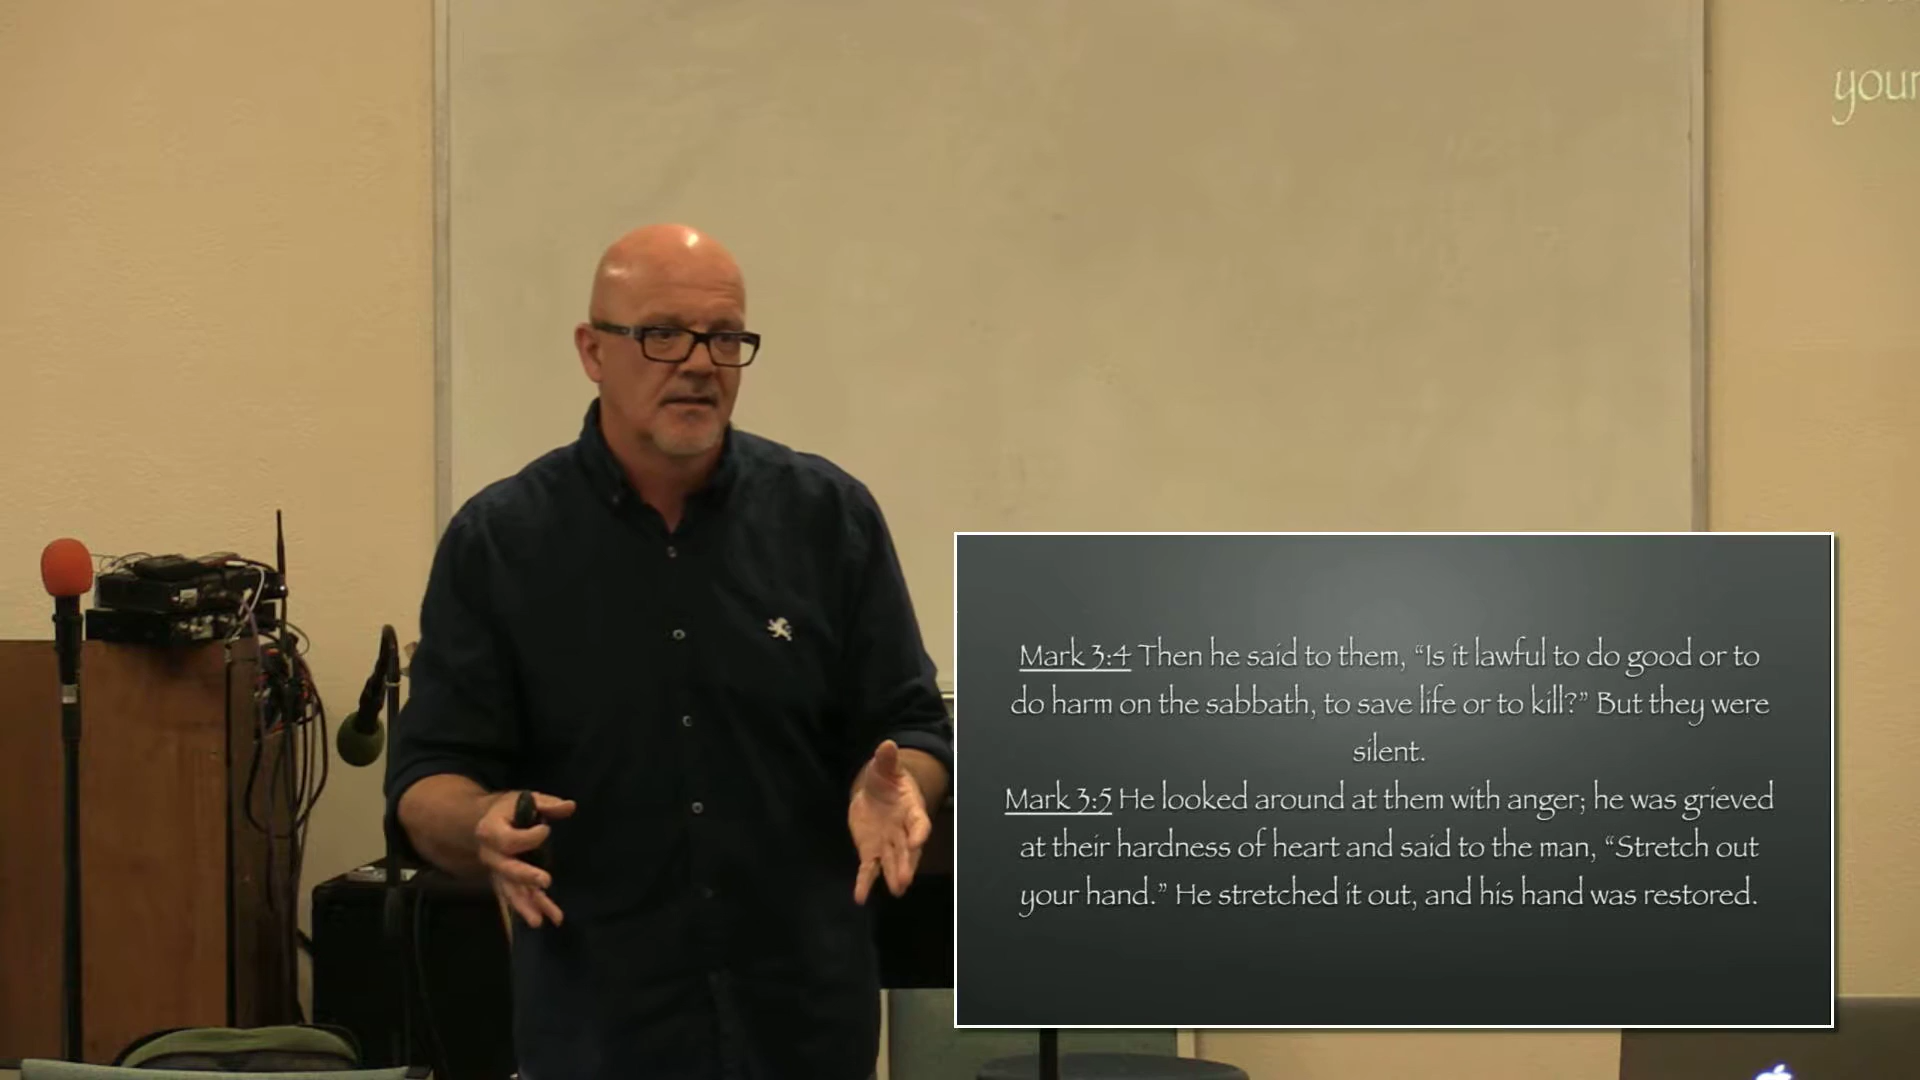 your
Mark 3:4 Then he said to them, “Is it lawful to do good or to
do harm on the sabbath, to save life or to kill?” But they were
silent.
Mark 3:5 He looked around at them with anger; he was grieved
at their hardness of heart and said to the man, “Stretch out
your hand.” He stretched it out, and his hand was restored.